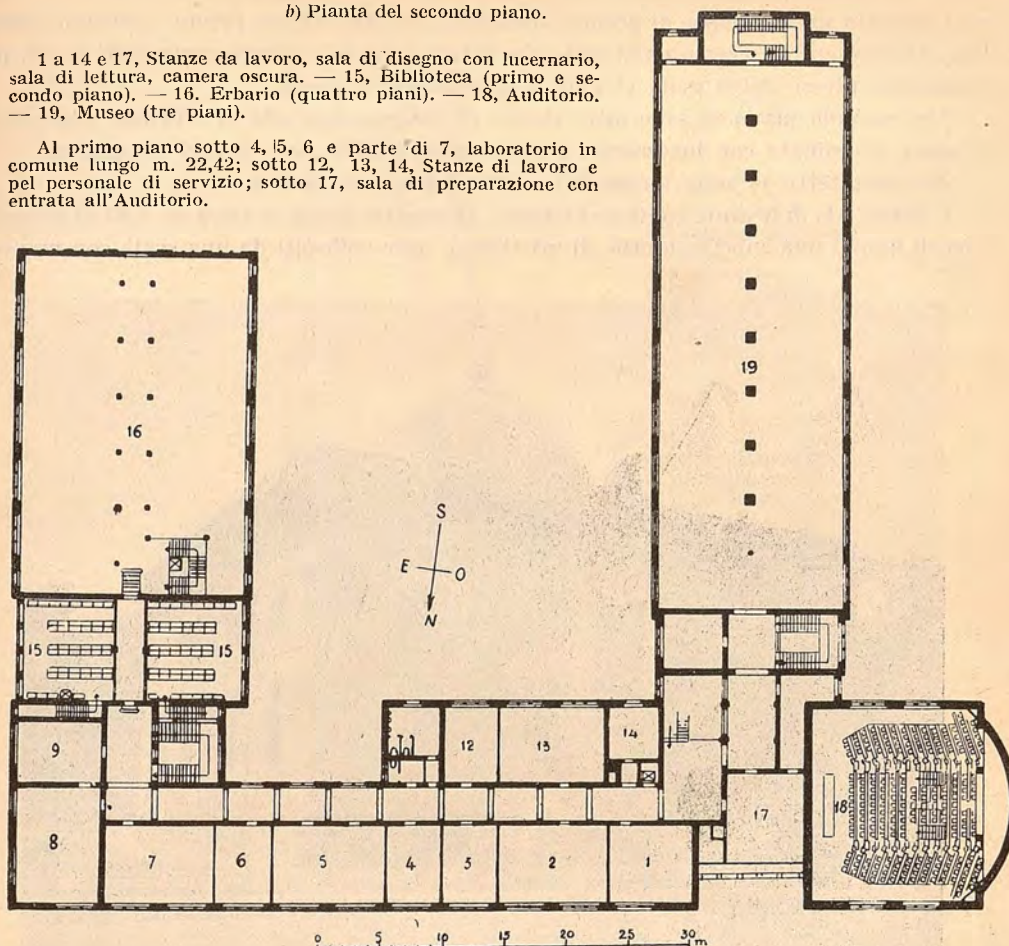 b) Pianta del secondo piano.
1 a 14 e 17, Stanze da lavoro, sala di disegno con lucernario,
sala di lettura, camera oscura. — 15, Biblioteca (primo e se-
condo piano). — 16. Erbario (quattro piani). — 18, Auditorio.
— 19, Museo (tre piani).
Al primo piano sotto 4, 5, 6 e parte di 7, laboratorio in
comune lungo m. 22,42; sotto 12, 13, 14, Stanze di lavoro e
pel personale di servizio; sotto 17, sala di preparazione con
entrata all'Auditorio.
19
16
S
E O
N
15 15
9 12 13 14
17 18
8 7 6 5 4 3 2 1
0 5 10 15 20 25 30 m